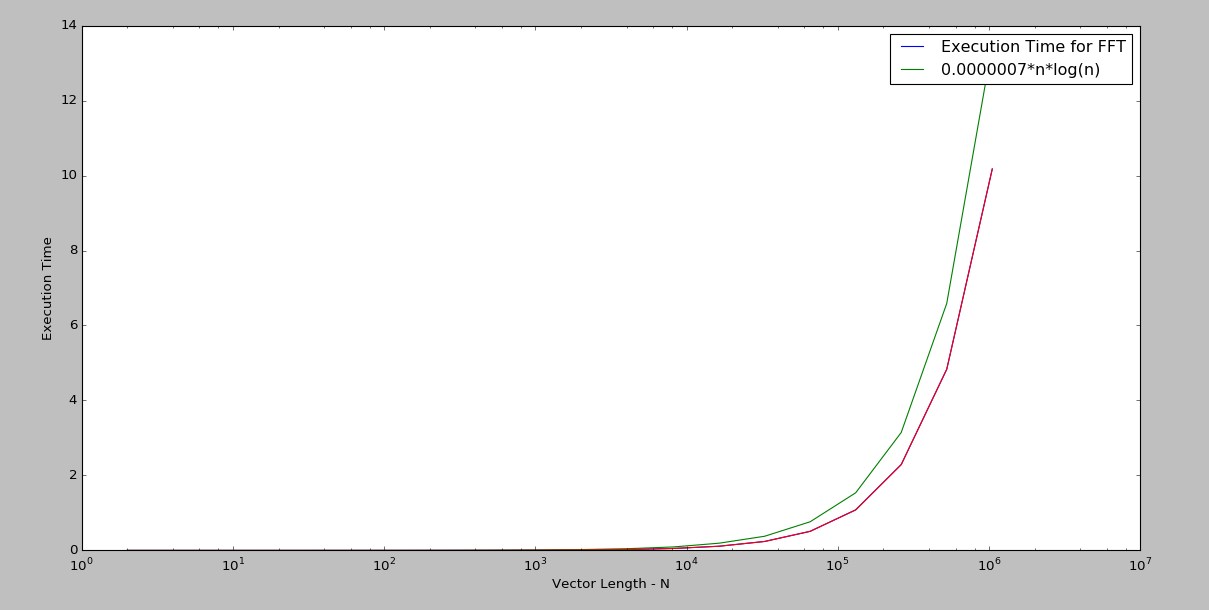 14
12
10
8
6
4
2
0
Execution Time
Execution Time for FFT
0.0000007*n*log(n)
10^0 10^1 10^2 10^3 10^4 10^5 10^6 10^7
Vector Length - N